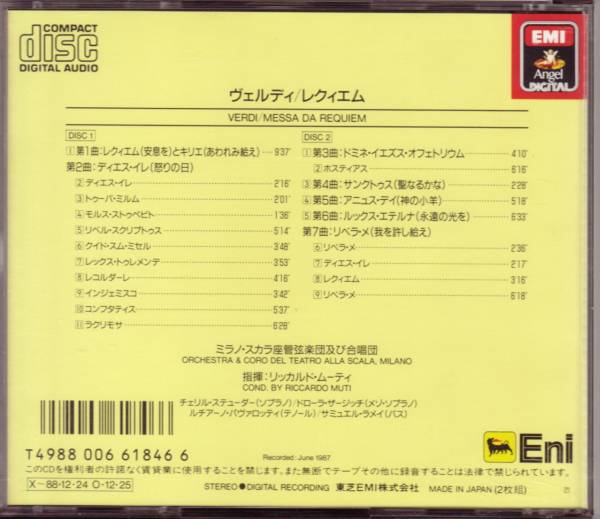 COMPACT
disc
DIGITAL AUDIO
EMI
Angel
DIGITAL
ヴェルディ/レクィエム
VERDI/MESSA DA REQUIEM
DISC 1
1 第1曲：レクィエム(安息を)とキリエ(あわれみ給え) 9'37"
第2曲：ディエス・イレ(怒りの日)
2 ディエス・イレ 2'16"
3 トゥーバ・ミルム 2'01"
4 モルス・ストゥペビト 1'36"
5 リベル・スクリプトゥス 5'14"
6 クイド・スム・ミセル 3'48"
7 レックス・トゥレメンデ 3'53"
8 レコルダーレ 4'16"
9 インジェミスコ 3'42"
10 コンフタティス 5'37"
11 ラクリモサ 6'28"
DISC 2
1 第3曲：ドミネ・イエズス・オフェトリウム 4'10"
2 ホスティアス 6'16"
3 第4曲：サンクトゥス(聖なるかな) 2'28"
4 第5曲：アニュス・デイ(神の小羊) 5'18"
5 第6曲：ルックス・エテルナ(永遠の光を) 6'33"
第7曲：リベラ・メ(我を許し給え)
6 リベラ・メ 2'36"
7 ディエス・イレ 2'17"
8 レクィエム 3'16"
9 リベラ・メ 6'18"
ミラノ・スカラ座管弦楽団及び合唱団
ORCHESTRA & CORO DEL TEATRO ALLA SCALA, MILANO
指揮：リッカルド・ムーティ
COND. BY RICCARDO MUTI
チェリル・ステューダー(ソプラノ)/ドローラ・ザージッチ(メゾ・ソプラノ)
ルチアーノ・パヴァロッティ(テノール)/サミュエル・ラメイ(バス)
T4988 006 61846 6
Recorded: June 1987
Eni
このCDを権利者の許諾なく賃貸業に使用することを禁じます。また無断でテープその他に録音することは法律で禁じられています。
X-88・12・24 O・12・25
STEREO●DIGITAL RECORDING 東芝EMI株式会社 MADE IN JAPAN (2枚組)